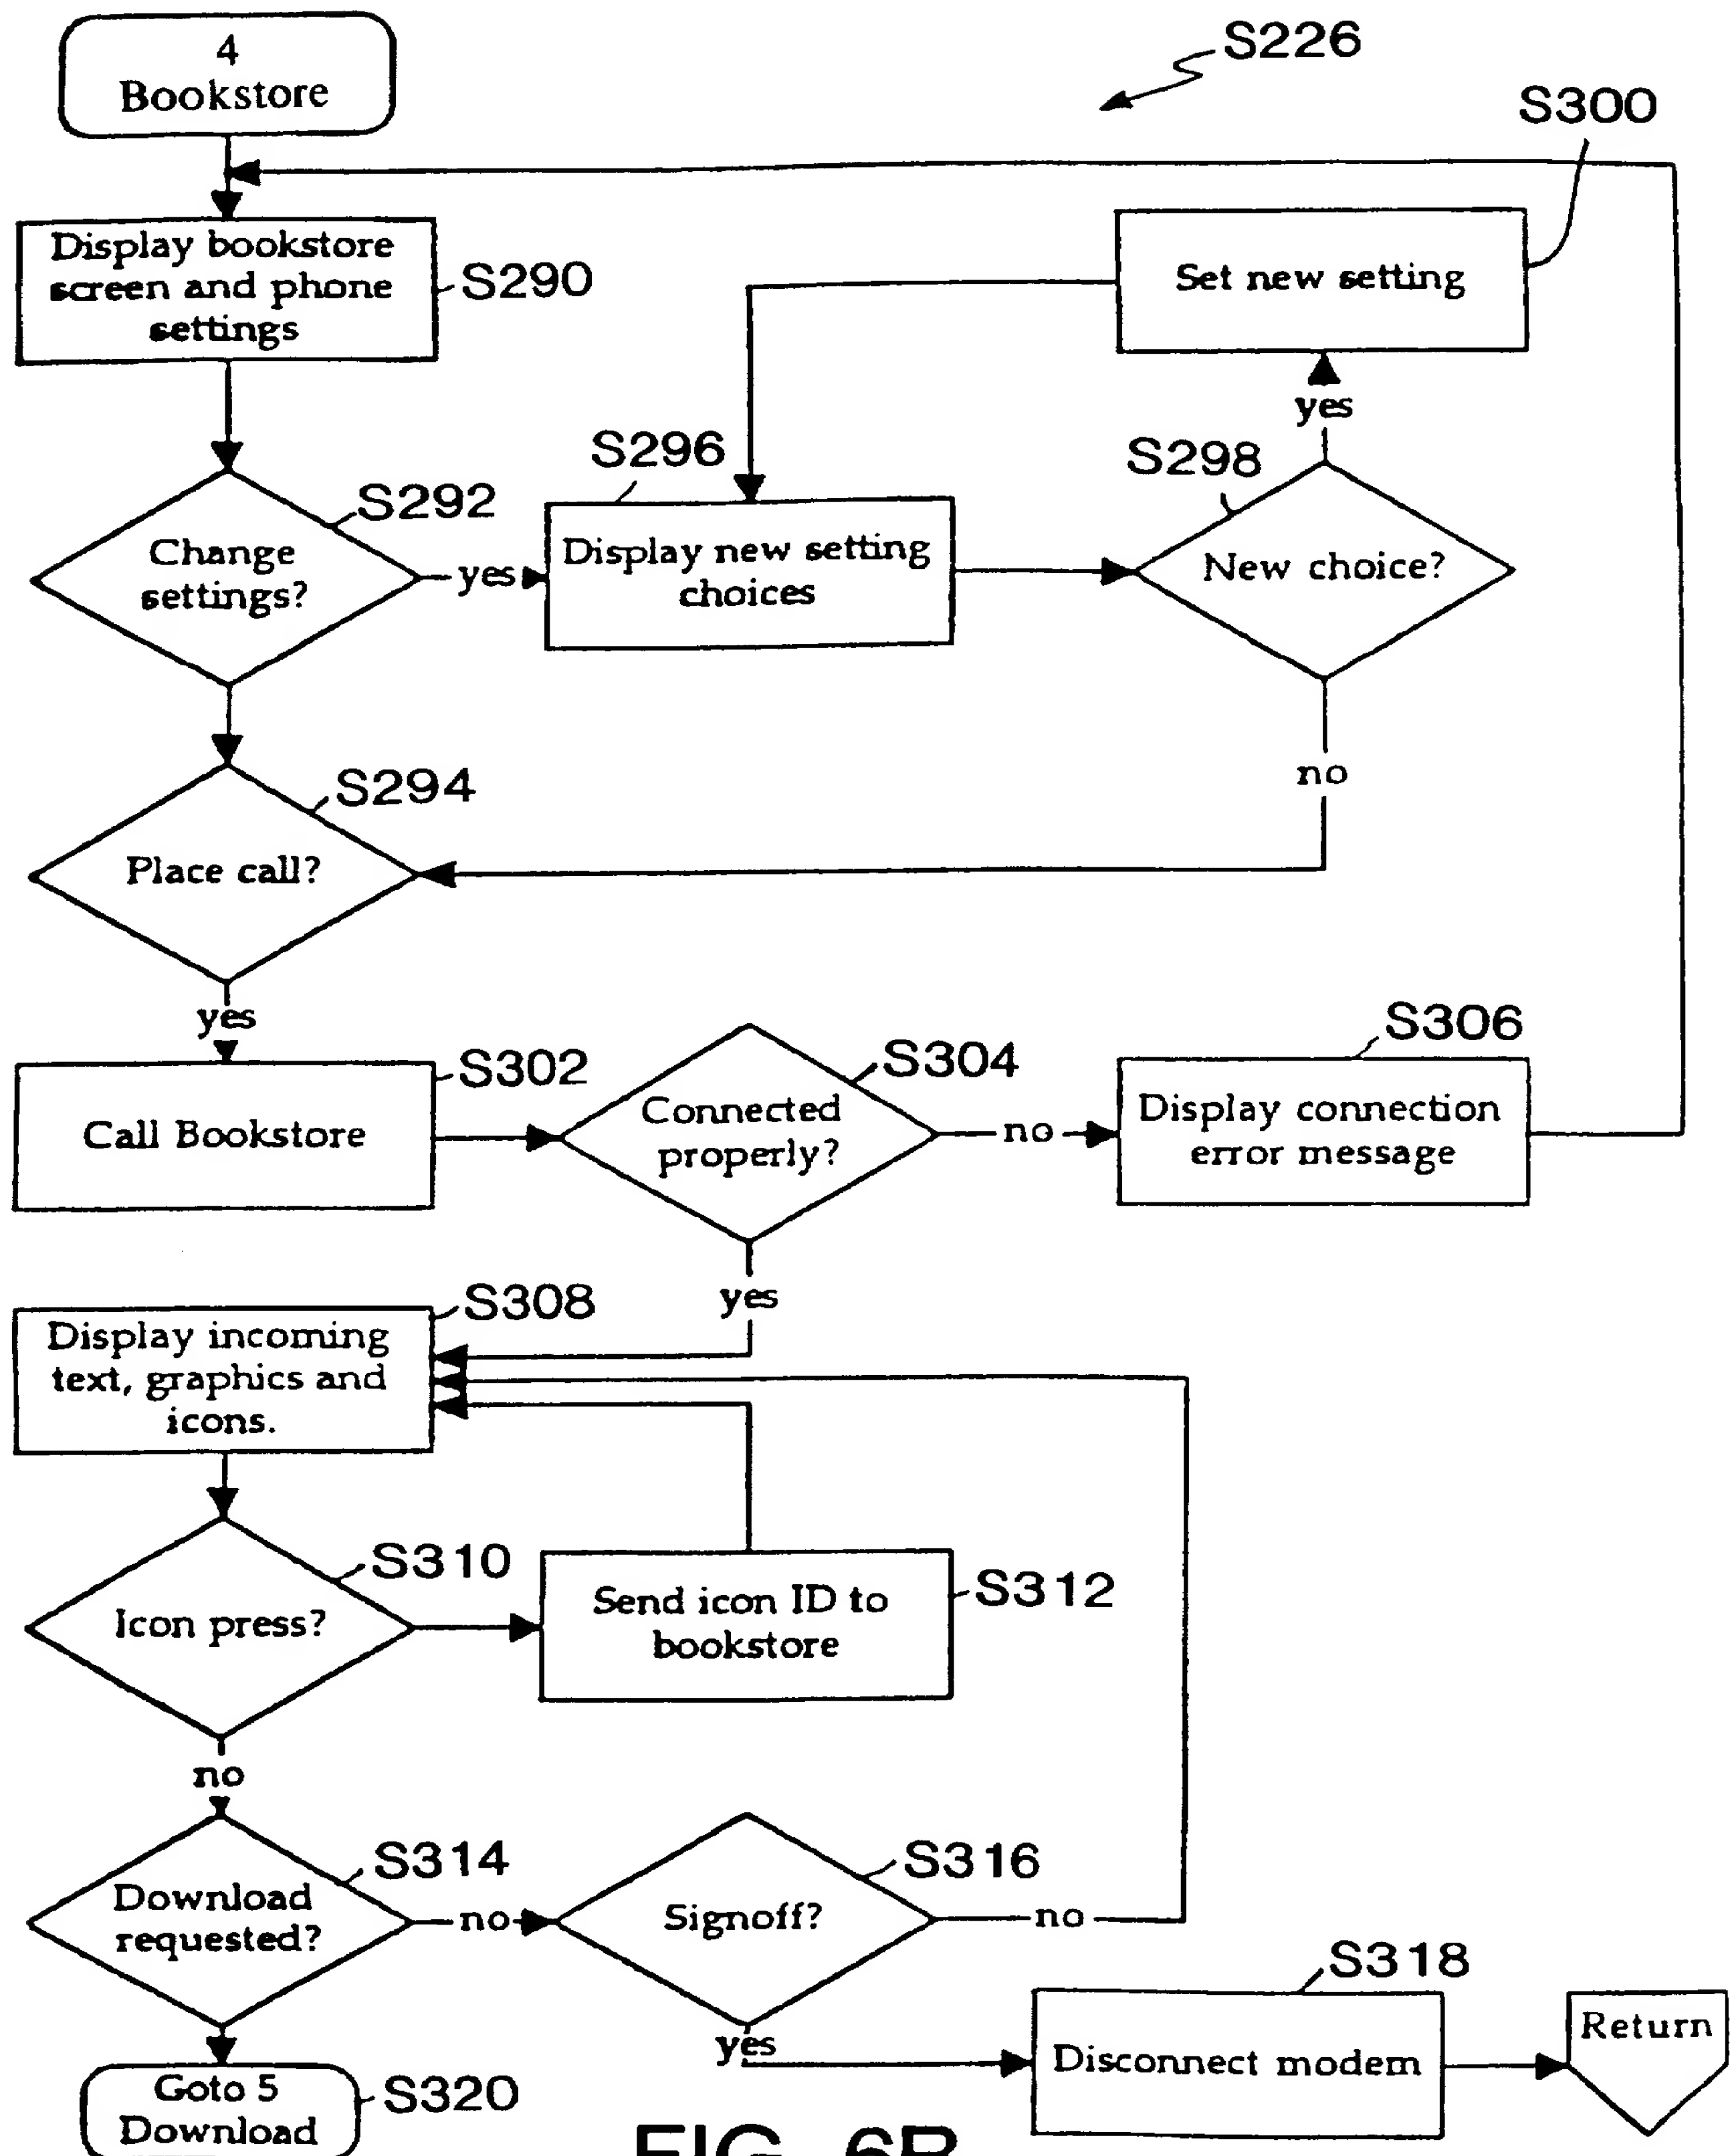 4
Bookstore
S226
S300
Display bookstore
screen and phone
settings
S290
Set new setting
yes
S296
S298
S292
Change
settings?
yes
Display new setting
choices
New choice?
no
S294
Place call?
yes
S302
Call Bookstore
S304
Connected
properly?
no
S306
Display connection
error message
yes
S308
Display incoming
text, graphics and
icons.
S310
Icon press?
S312
Send icon ID to
bookstore
no
S314
Download
requested?
no
S316
Signoff?
no
yes
S318
Disconnect modem
Return
Goto 5
Download
S320